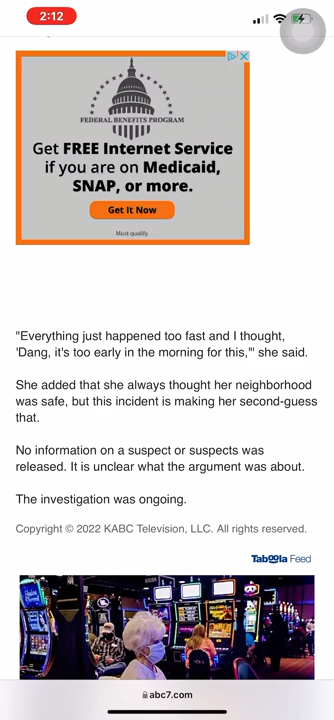 2:12
FEDERAL BENEFITS PROGRAM
Get FREE Internet Service
if you are on Medicaid,
SNAP, or more.
Get It Now
Must qualify.
"Everything just happened too fast and I thought,
'Dang, it's too early in the morning for this,'" she said.
She added that she always thought her neighborhood
was safe, but this incident is making her second-guess
that.
No information on a suspect or suspects was
released. It is unclear what the argument was about.
The investigation was ongoing.
Copyright © 2022 KABC Television, LLC. All rights reserved.
Taboola Feed
abc7.com